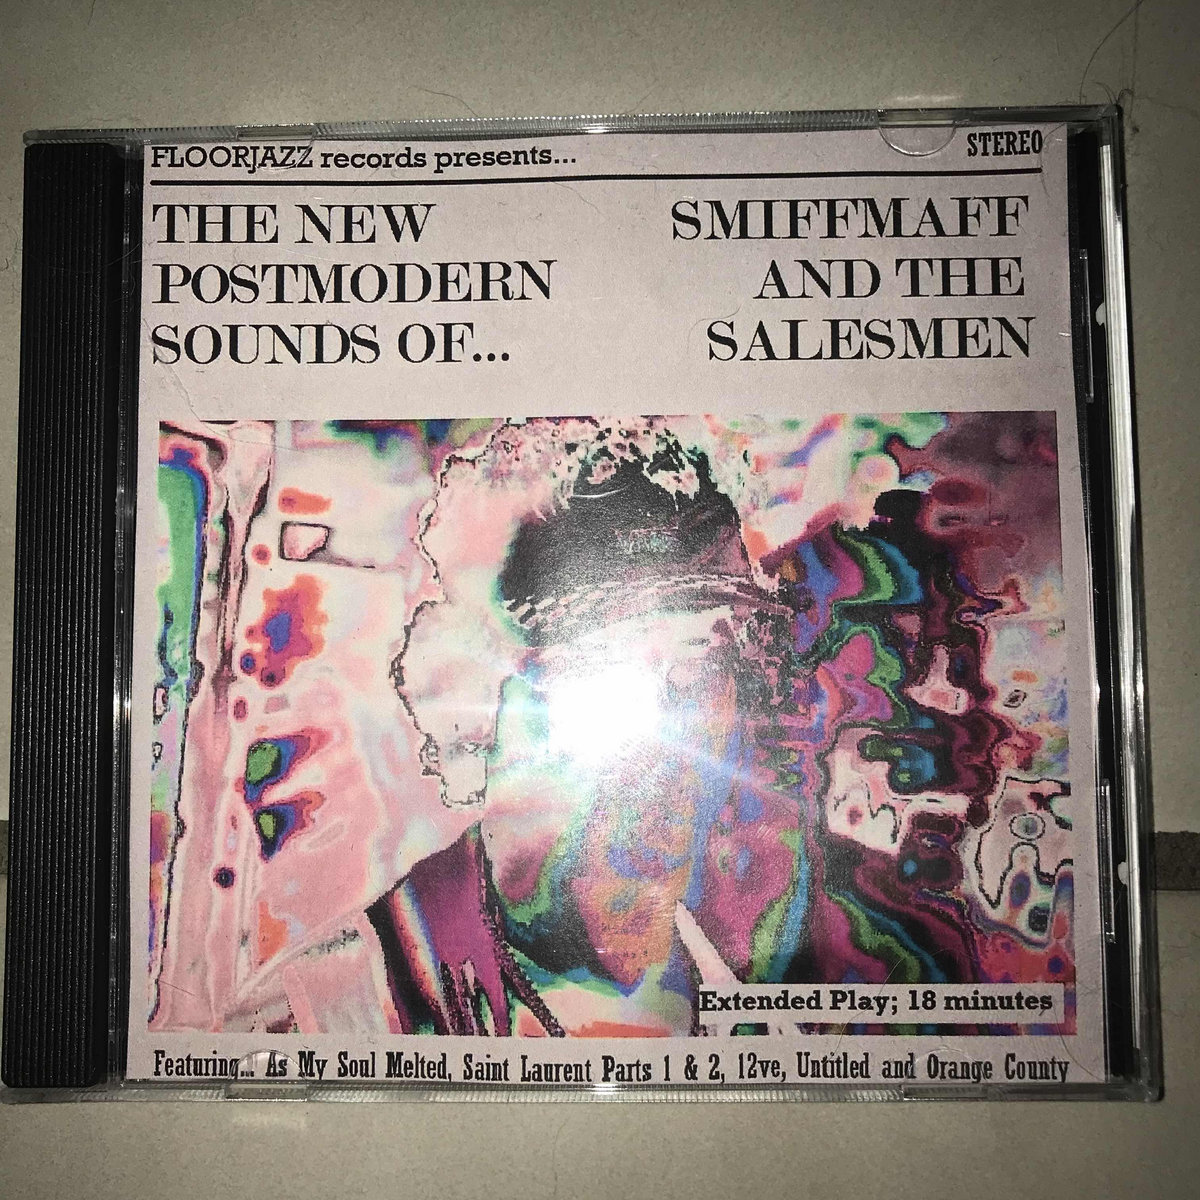 FLOORJAZZ records presents...
STEREO
THE NEW
POSTMODERN
SOUNDS OF...
SMIFFMAFF
AND THE
SALESMEN
Extended Play; 18 minutes
Featuring... As My Soul Melted, Saint Laurent Parts 1 & 2, 12ve, Untitled and Orange County